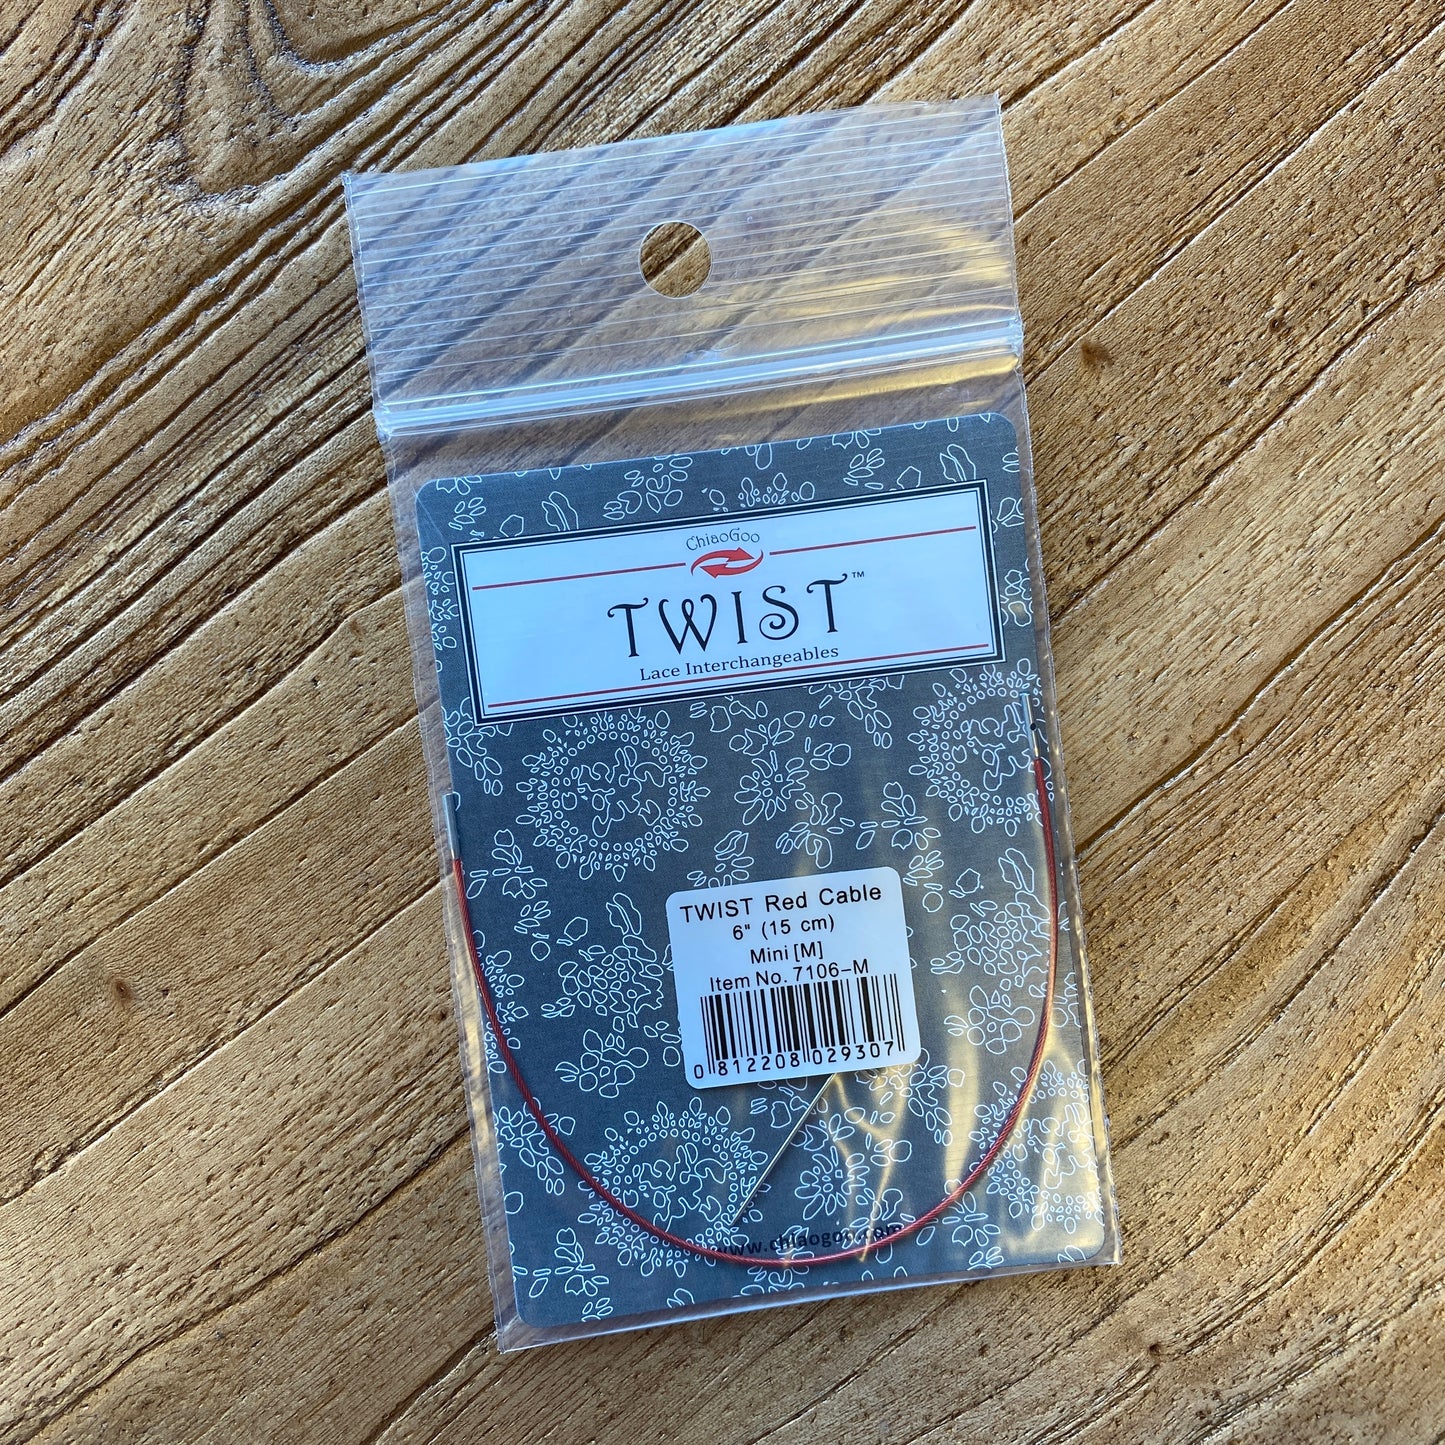 ChiaoGoo
TWIST™
Lace Interchangeables
TWIST Red Cable
6" (15 cm)
Mini [M]
Item No. 7106-M
0 812208 029307
www.chiaogoo.com